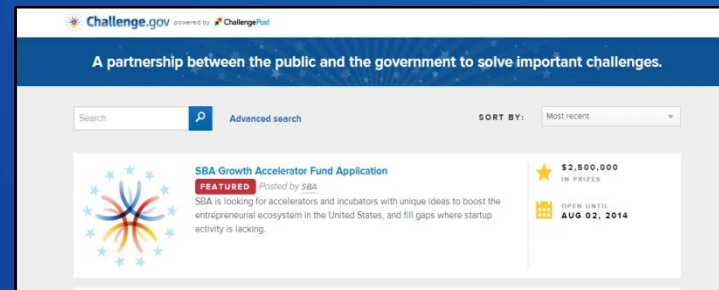 Challenge.gov powered by ChallengePost
A partnership between the public and the government to solve important challenges.
Search
Advanced search
SORT BY:
Most recent
SBA Growth Accelerator Fund Application
FEATURED Posted by SBA
SBA is looking for accelerators and incubators with unique ideas to boost the
entrepreneurial ecosystem in the United States, and fill gaps where startup
activity is lacking.
$2,500,000
IN PRIZES
OPEN UNTIL
AUG 02, 2014